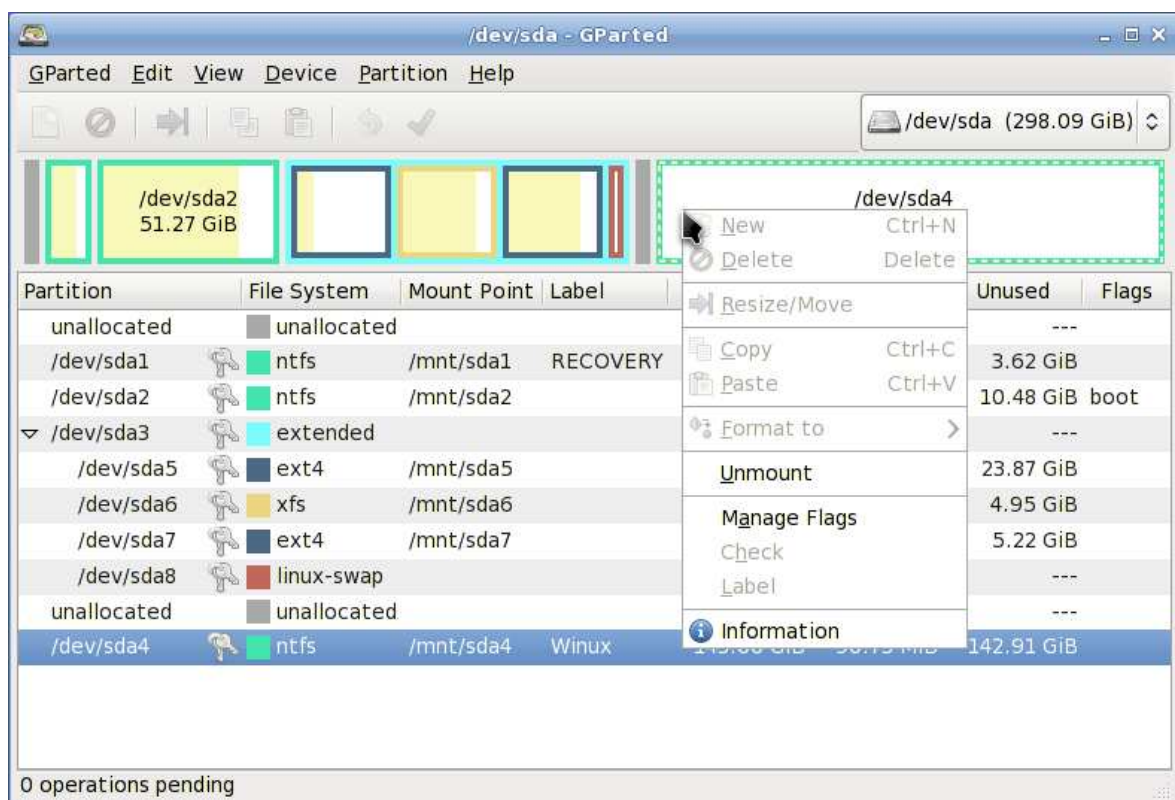 /dev/sda - GParted
GParted Edit View Device Partition Help
/dev/sda (298.09 GiB)
/dev/sda2
51.27 GiB
/dev/sda4
New Ctrl+N
Delete Delete
Resize/Move
Copy Ctrl+C
Paste Ctrl+V
Format to
Unmount
Manage Flags
Check
Label
Information
Partition File System Mount Point Label Unused Flags
unallocated unallocated ---
/dev/sda1 ntfs /mnt/sda1 RECOVERY 3.62 GiB
/dev/sda2 ntfs /mnt/sda2 10.48 GiB boot
/dev/sda3 extended ---
/dev/sda5 ext4 /mnt/sda5 23.87 GiB
/dev/sda6 xfs /mnt/sda6 4.95 GiB
/dev/sda7 ext4 /mnt/sda7 5.22 GiB
/dev/sda8 linux-swap ---
unallocated unallocated ---
/dev/sda4 ntfs /mnt/sda4 Winux 142.91 GiB
0 operations pending